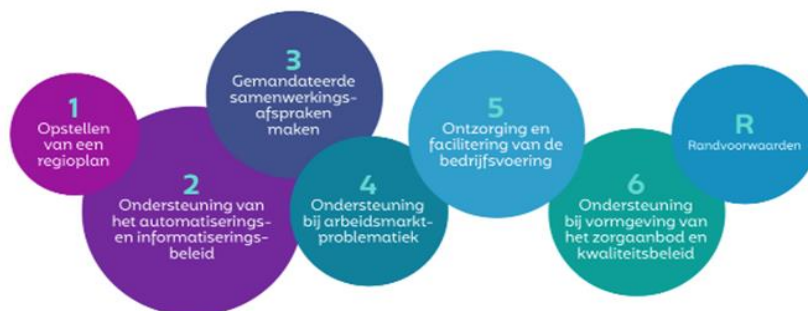 1
Opstellen
van een
regioplan
2
Ondersteuning van
het automatiserings-
en informatiserings-
beleid
3
Gemandateerde
samenwerkings-
afspraken
maken
4
Ondersteuning
bij arbeidsmarkt-
problematiek
5
Ontzorging en
facilitering van de
bedrijfsvoering
6
Ondersteuning
bij vormgeving van
het zorgaanbod en
kwaliteitsbeleid
R
Randvoorwaarden